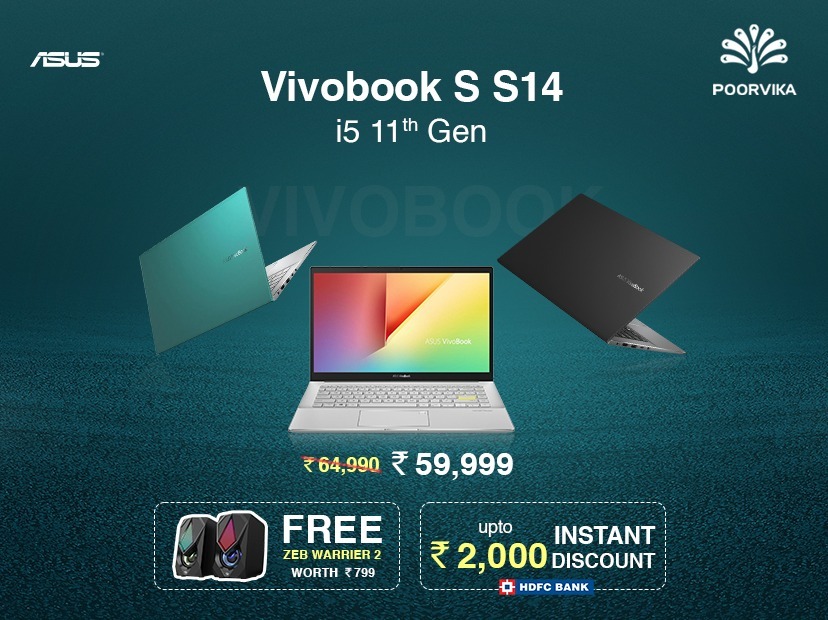 ASUS
POORVIKA
Vivobook S S14
i5 11th Gen
VIVOBOOK
ASUS VivoBook
₹ 64,990 ₹ 59,999
FREE
ZEB WARRIER 2
WORTH ₹ 799
upto
₹ 2,000
INSTANT
DISCOUNT
HDFC BANK